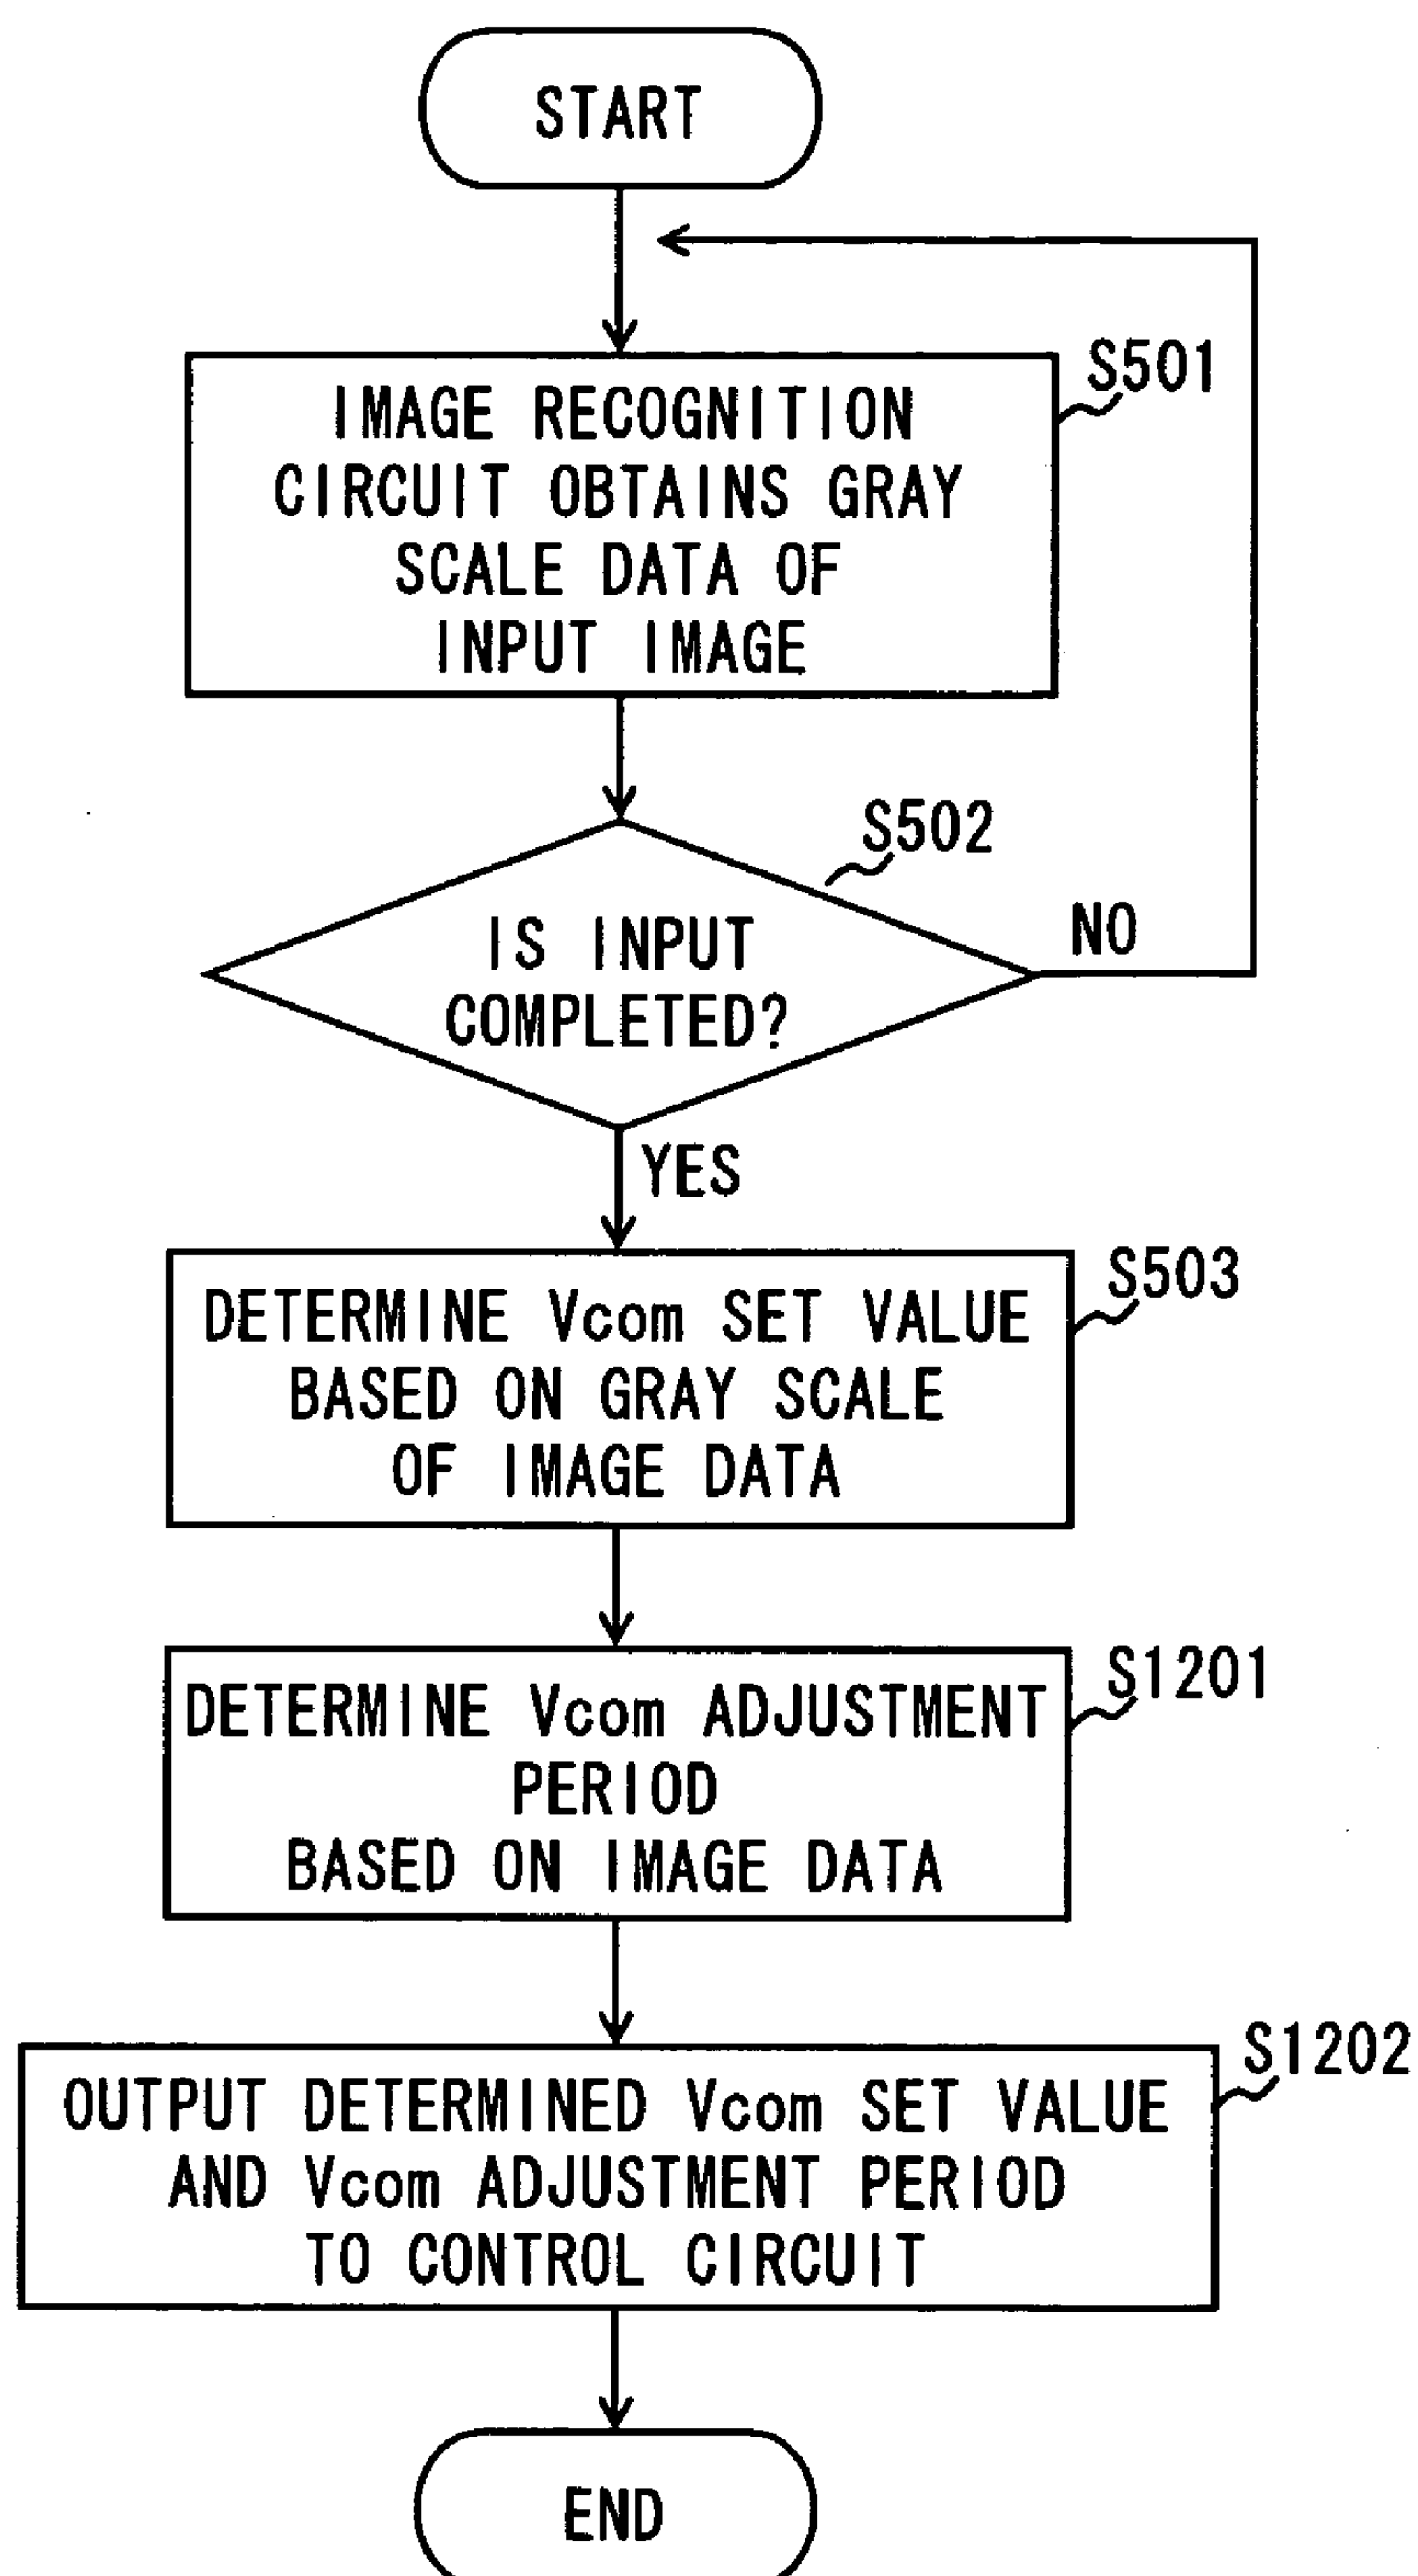 START
S501
IMAGE RECOGNITION
CIRCUIT OBTAINS GRAY
SCALE DATA OF
INPUT IMAGE
S502
IS INPUT
COMPLETED?
NO
YES
S503
DETERMINE Vcom SET VALUE
BASED ON GRAY SCALE
OF IMAGE DATA
S1201
DETERMINE Vcom ADJUSTMENT
PERIOD
BASED ON IMAGE DATA
S1202
OUTPUT DETERMINED Vcom SET VALUE
AND Vcom ADJUSTMENT PERIOD
TO CONTROL CIRCUIT
END